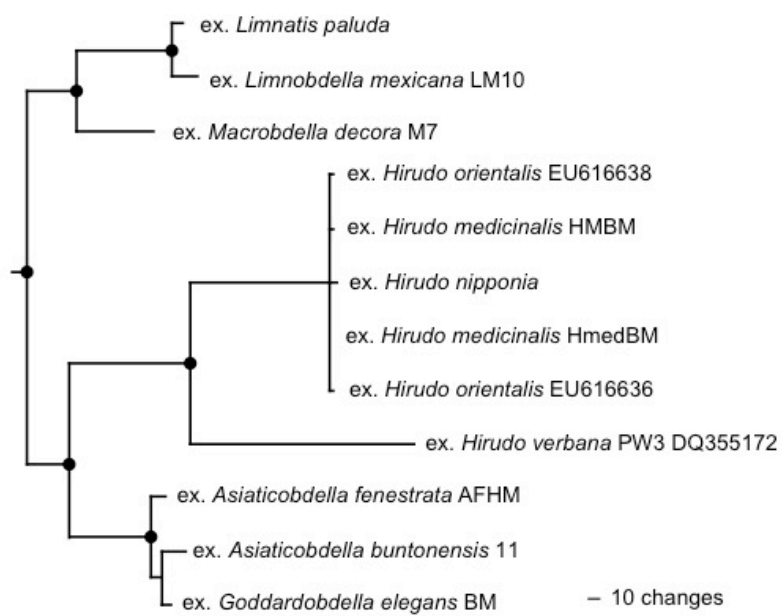 ex. Limnatis paluda
ex. Limnobdella mexicana LM10
ex. Macrobdella decora M7
ex. Hirudo orientalis EU616638
ex. Hirudo medicinalis HMBM
ex. Hirudo nipponia
ex. Hirudo medicinalis HmedBM
ex. Hirudo orientalis EU616636
ex. Hirudo verbana PW3 DQ355172
ex. Asiaticobdella fenestrata AFHM
ex. Asiaticobdella buntonensis 11
ex. Goddardobdella elegans BM
– 10 changes